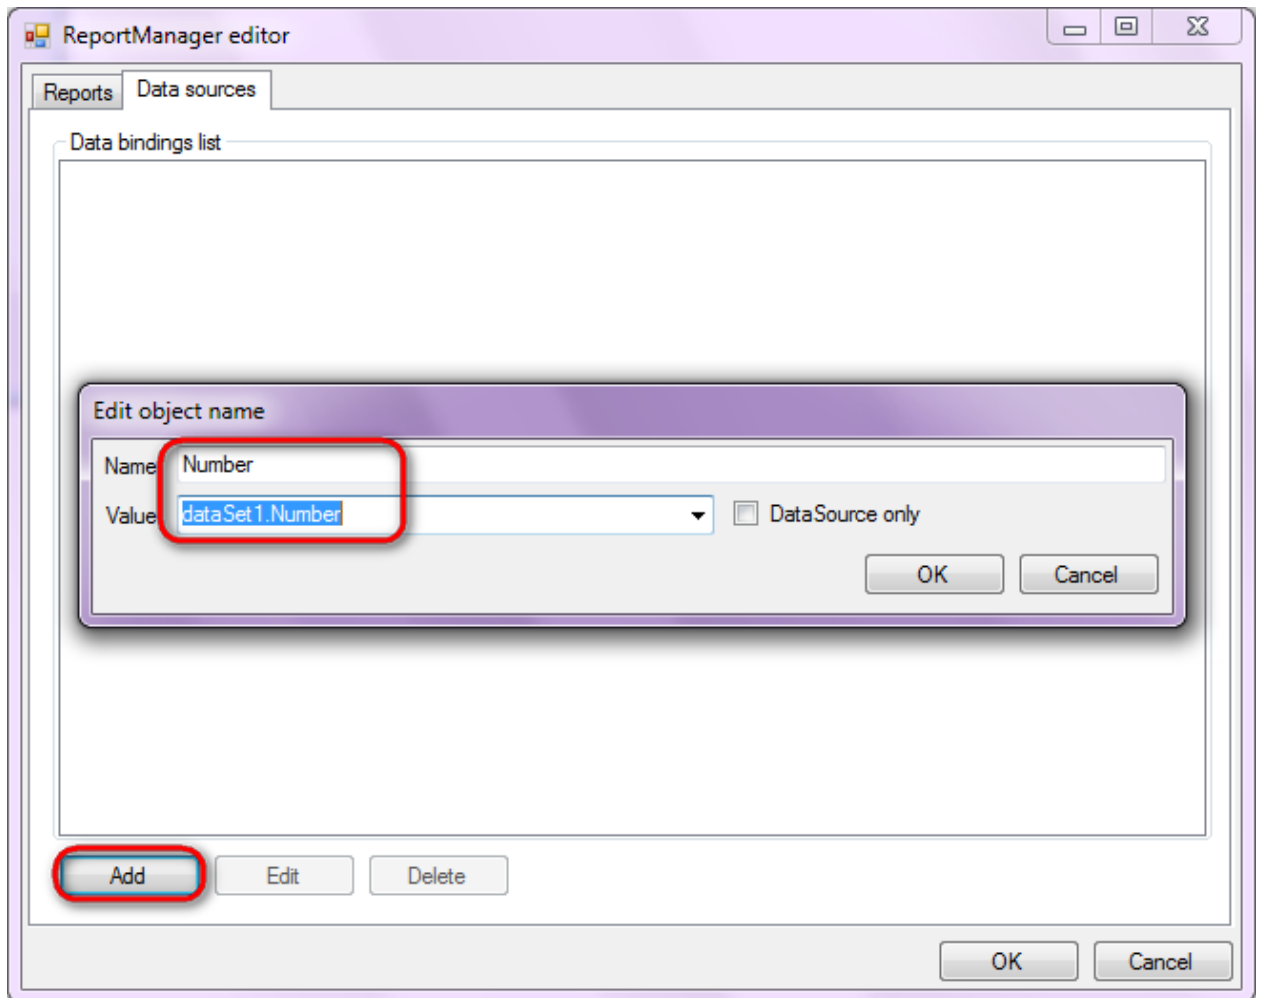 ReportManager editor
Reports Data sources
Data bindings list
Edit object name
Name Number
Value dataSet1.Number DataSource only
OK Cancel
Add Edit Delete
OK Cancel